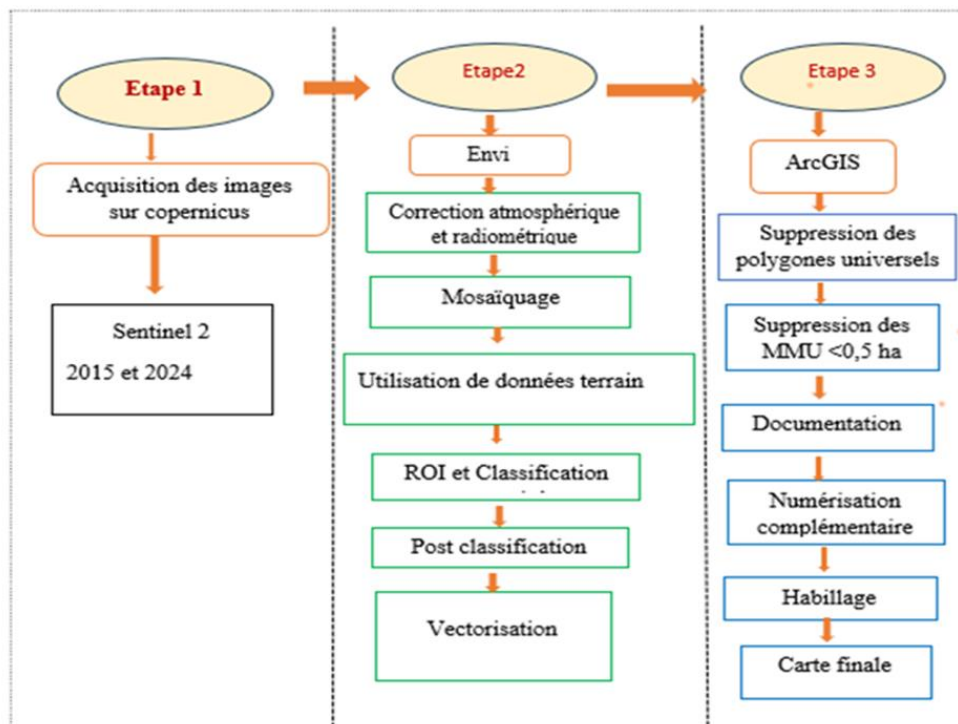 Etape 1
Acquisition des images
sur copernicus
Sentinel 2
2015 et 2024
Etape2
Envi
Correction atmosphérique
et radiométrique
Mosaïquage
Utilisation de données terrain
ROI et Classification
Post classification
Vectorisation
Etape 3
ArcGIS
Suppression des
polygones universels
Suppression des
MMU <0,5 ha
Documentation
Numérisation
complémentaire
Habillage
Carte finale